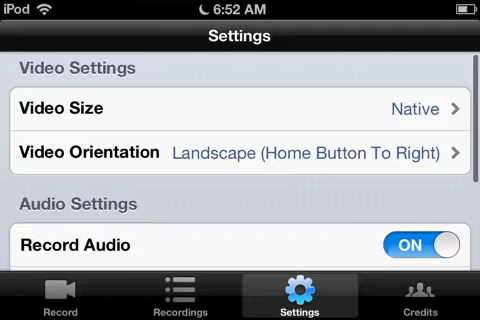 iPod 6:52 AM
Settings
Video Settings
Video Size Native
Video Orientation Landscape (Home Button To Right)
Audio Settings
Record Audio ON
Record Recordings Settings Credits